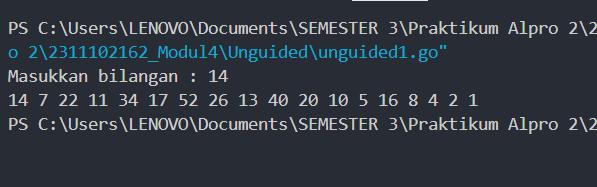 PS C:\Users\LENOVO\Documents\SEMESTER 3\Praktikum Alpro 2\2
o 2\2311102162_Modul4\Unguided\unguided1.go"
Masukkan bilangan : 14
14 7 22 11 34 17 52 26 13 40 20 10 5 16 8 4 2 1
PS C:\Users\LENOVO\Documents\SEMESTER 3\Praktikum Alpro 2\2